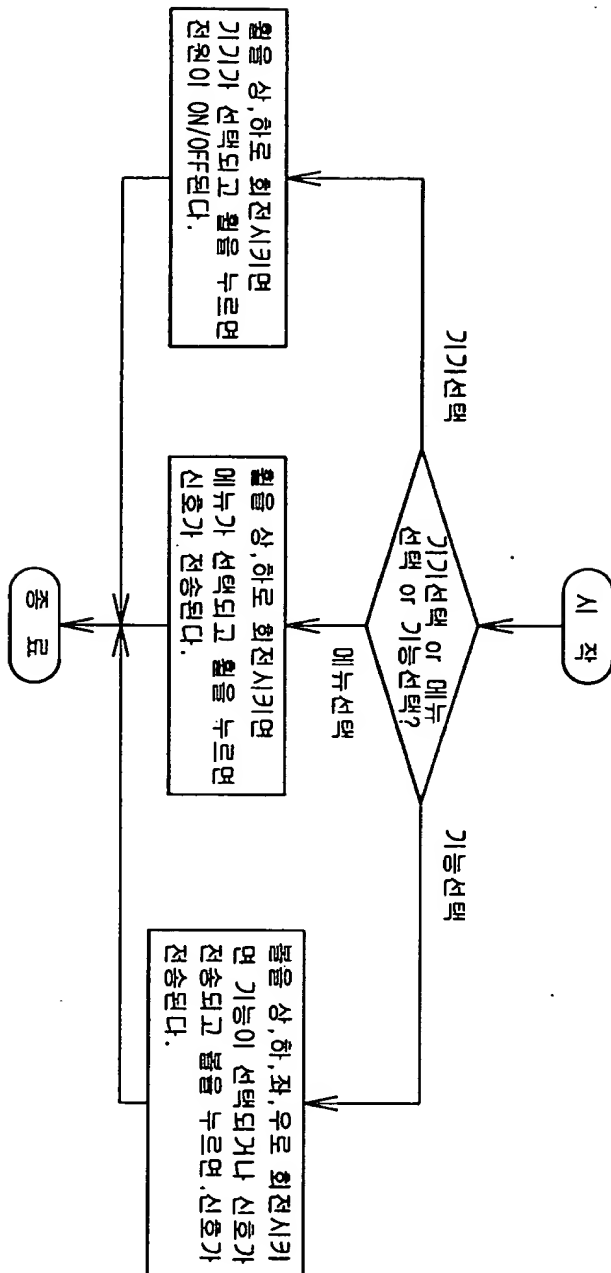 시 작
기기선택 or 메뉴
선택 or 기능선택?
기기선택
메뉴선택
기능선택
휠을 상,하로 회전시키면
기기가 선택되고 휠을 누르면
전원이 ON/OFF된다.
휠을 상,하로 회전시키면
메뉴가 선택되고 휠을 누르면
신호가 전송된다.
볼을 상,하,좌,우로 회전시키
면 기능이 선택되거나 신호가
전송되고 볼을 누르면 신호가
전송된다.
종 료